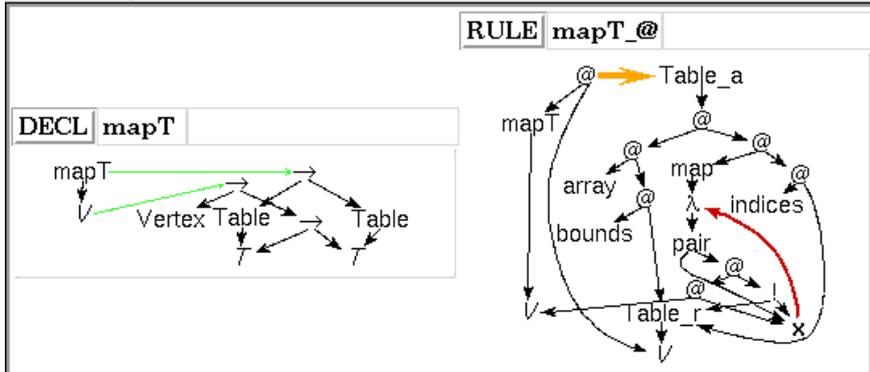 RULE mapT_@
@ Table_a
mapT @
@ @
array map @
@ λ indices
bounds pair
@
@ !
V Table_r x
V
DECL mapT
mapT → →
V Vertex Table → Table
T T